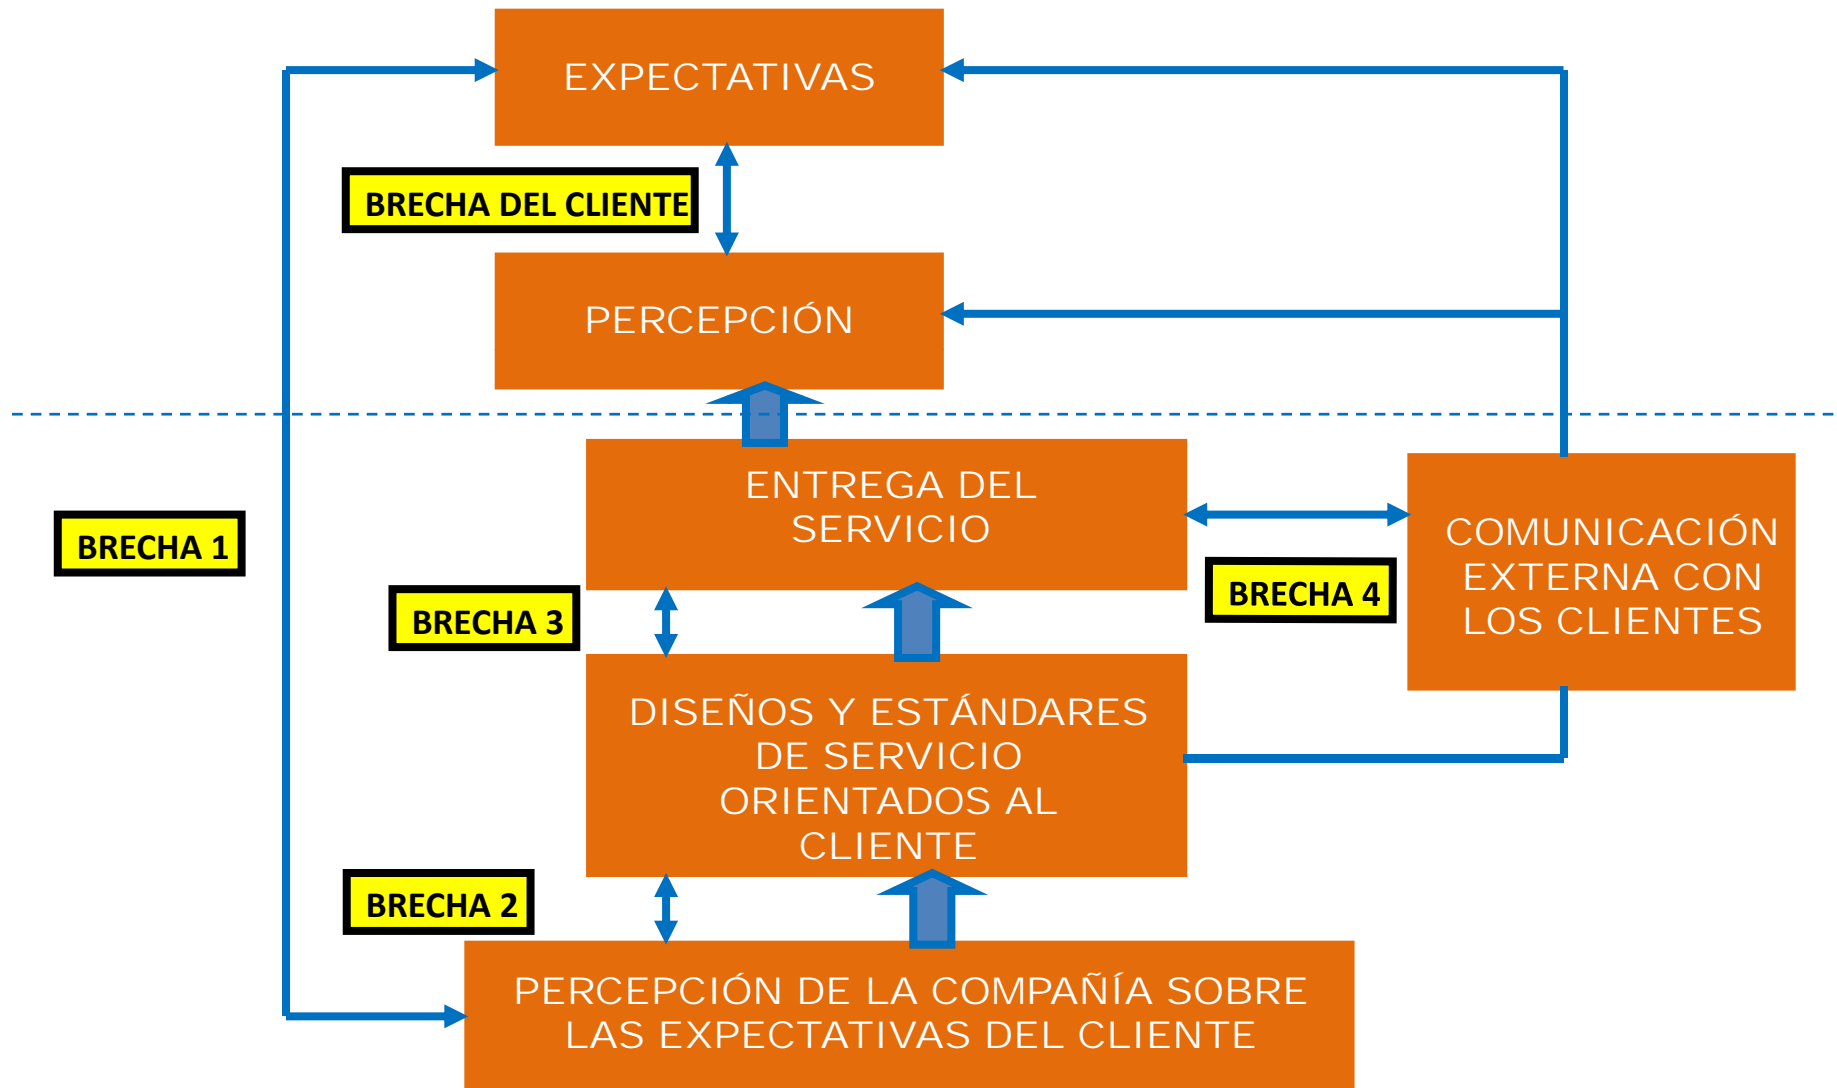 EXPECTATIVAS
BRECHA DEL CLIENTE
PERCEPCIÓN
ENTREGA DEL
SERVICIO
BRECHA 1
COMUNICACIÓN
EXTERNA CON
LOS CLIENTES
BRECHA 4
BRECHA 3
DISEÑOS Y ESTÁNDARES
DE SERVICIO
ORIENTADOS AL
CLIENTE
BRECHA 2
PERCEPCIÓN DE LA COMPAÑÍA SOBRE
LAS EXPECTATIVAS DEL CLIENTE